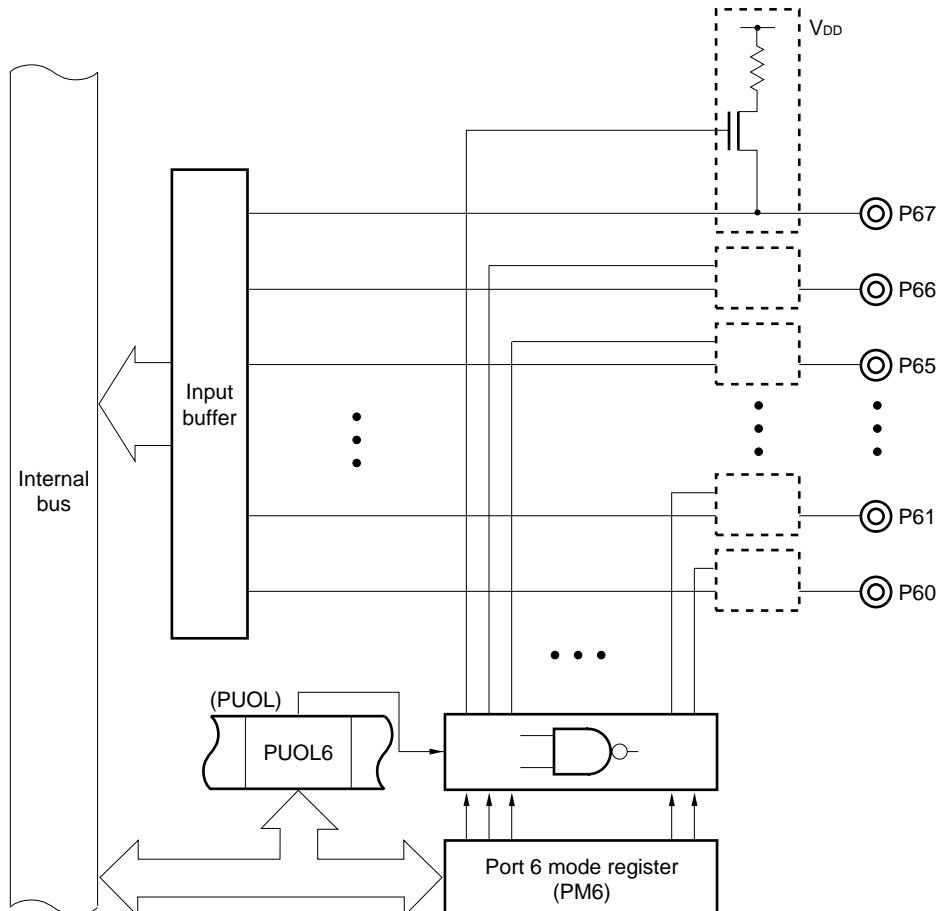 VDD
P67
P66
P65
Input
buffer
Internal
bus
P61
P60
(PUOL)
PUOL6
Port 6 mode register
(PM6)